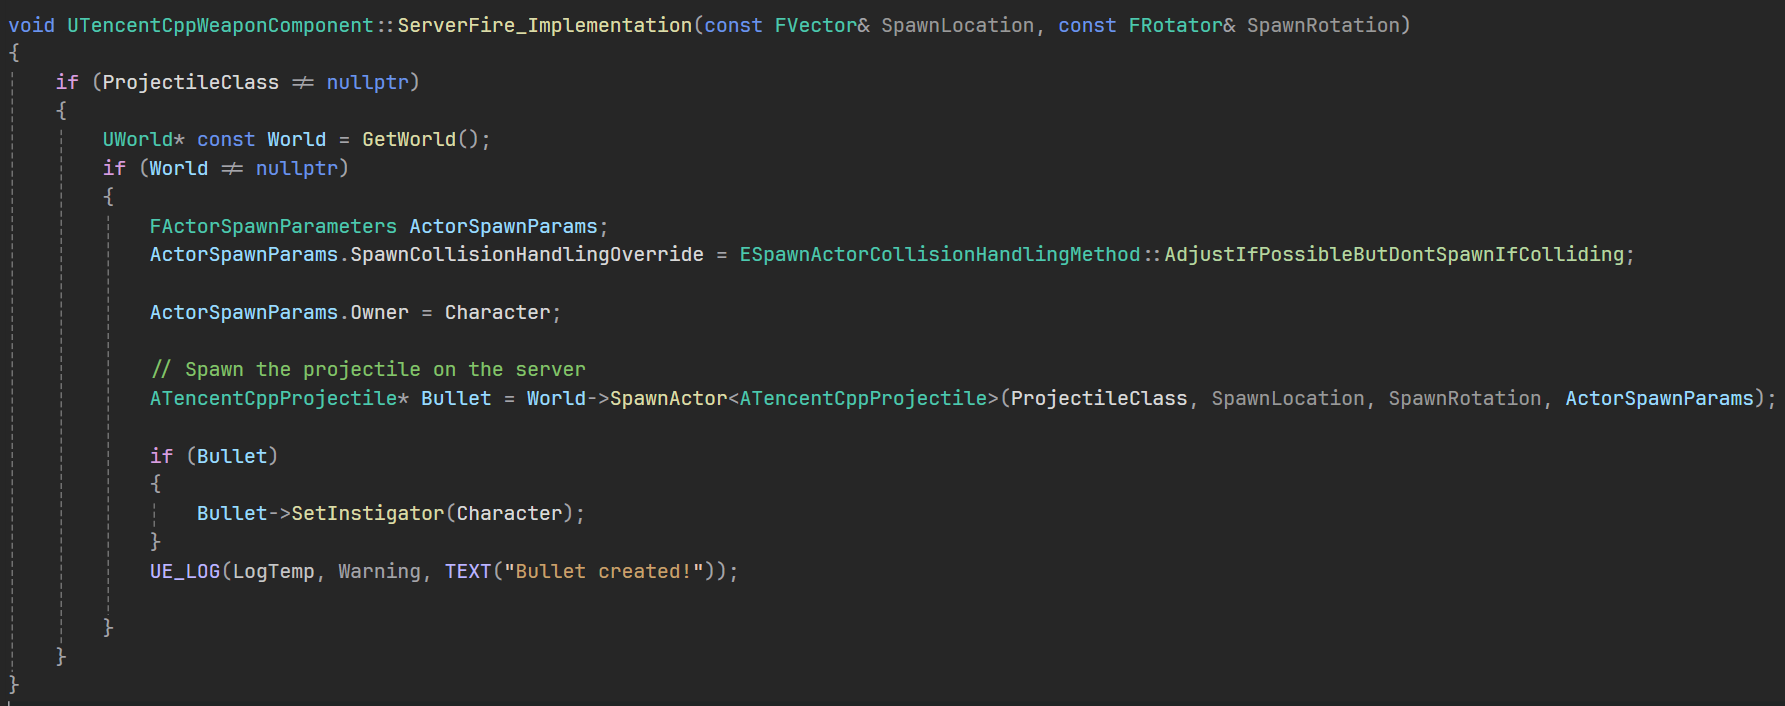 void UTencentCppWeaponComponent::ServerFire_Implementation(const FVector& SpawnLocation, const FRotator& SpawnRotation)
{
    if (ProjectileClass != nullptr)
    {
        UWorld* const World = GetWorld();
        if (World != nullptr)
        {
            FActorSpawnParameters ActorSpawnParams;
            ActorSpawnParams.SpawnCollisionHandlingOverride = ESpawnActorCollisionHandlingMethod::AdjustIfPossibleButDontSpawnIfColliding;

            ActorSpawnParams.Owner = Character;

            // Spawn the projectile on the server
            ATencentCppProjectile* Bullet = World->SpawnActor<ATencentCppProjectile>(ProjectileClass, SpawnLocation, SpawnRotation, ActorSpawnParams);

            if (Bullet)
            {
                Bullet->SetInstigator(Character);
            }
            UE_LOG(LogTemp, Warning, TEXT("Bullet created!"));

        }
    }
}